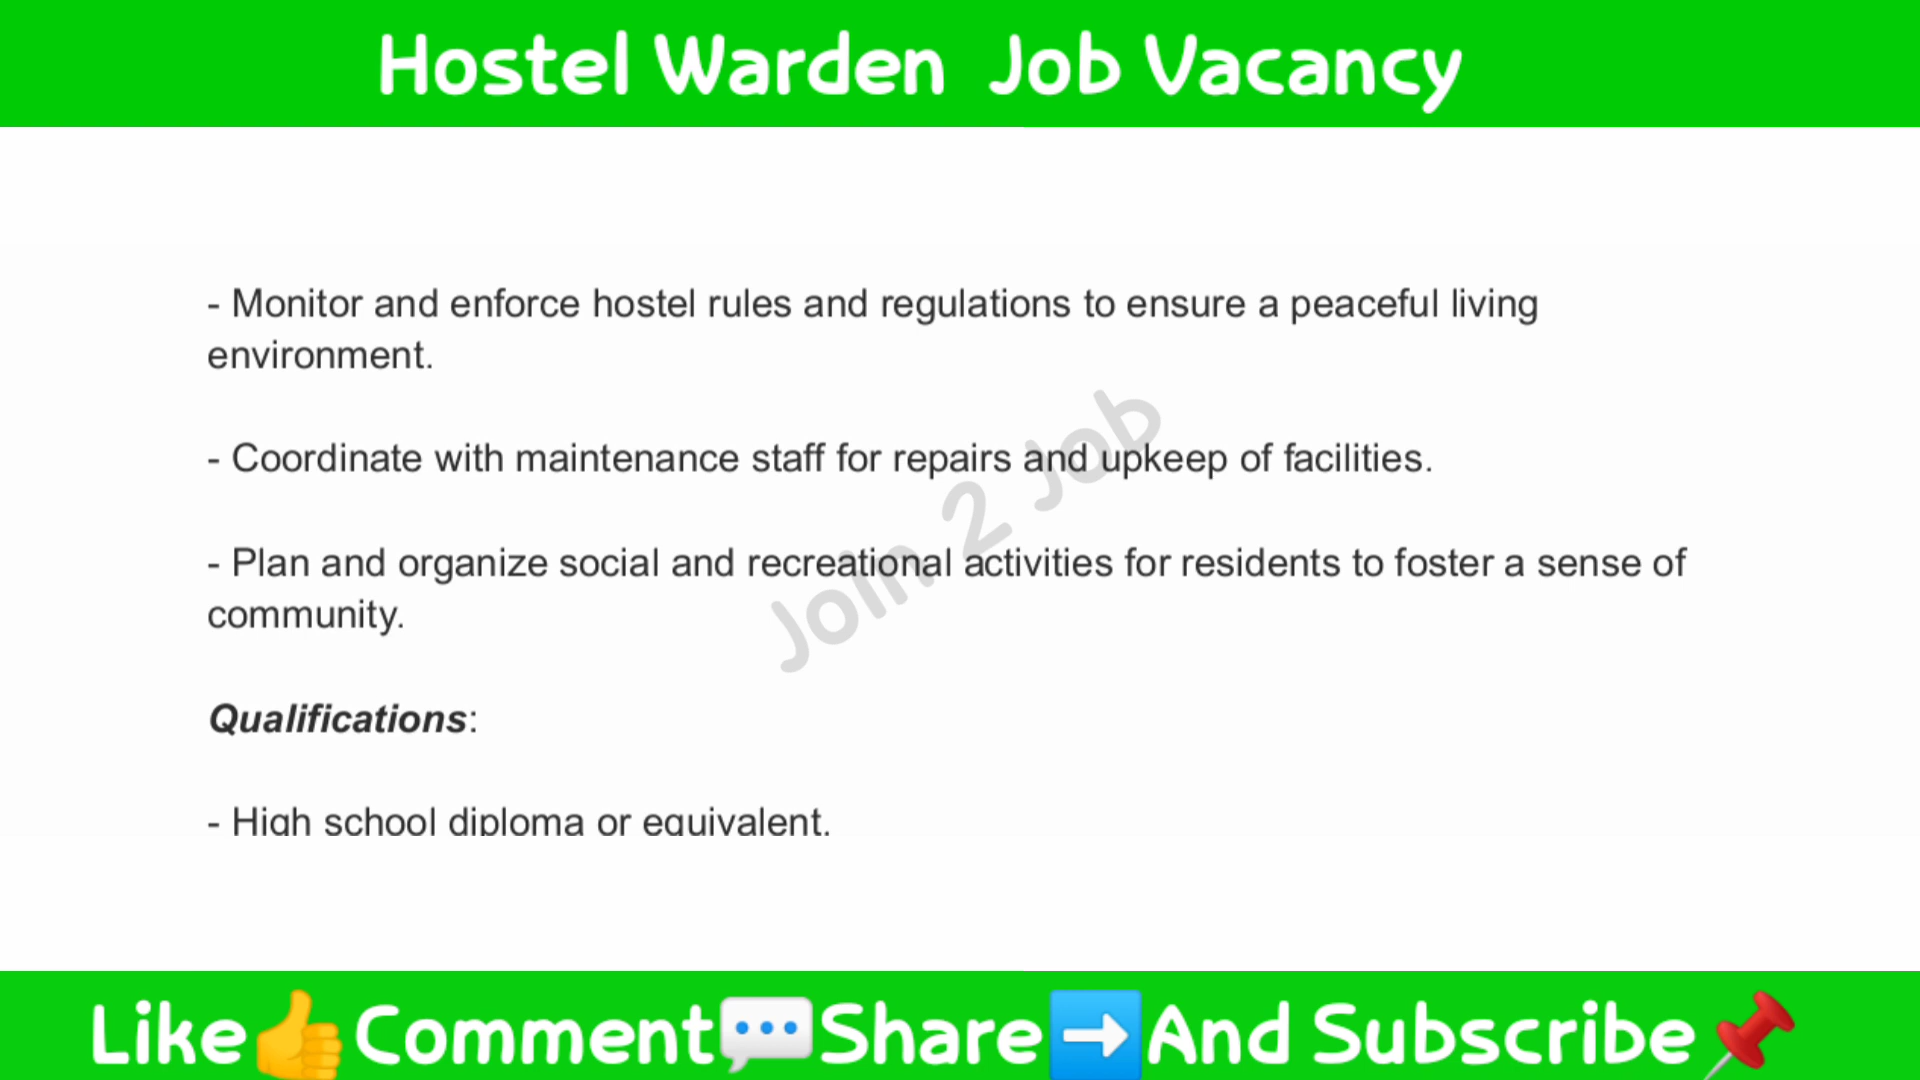 Hostel Warden Job Vacancy
- Monitor and enforce hostel rules and regulations to ensure a peaceful living
environment.
- Coordinate with maintenance staff for repairs and upkeep of facilities.
- Plan and organize social and recreational activities for residents to foster a sense of
community.
Join 2 Job
Qualifications:
- High school diploma or equivalent.
Like👍Comment💬Share➡️And Subscribe📌